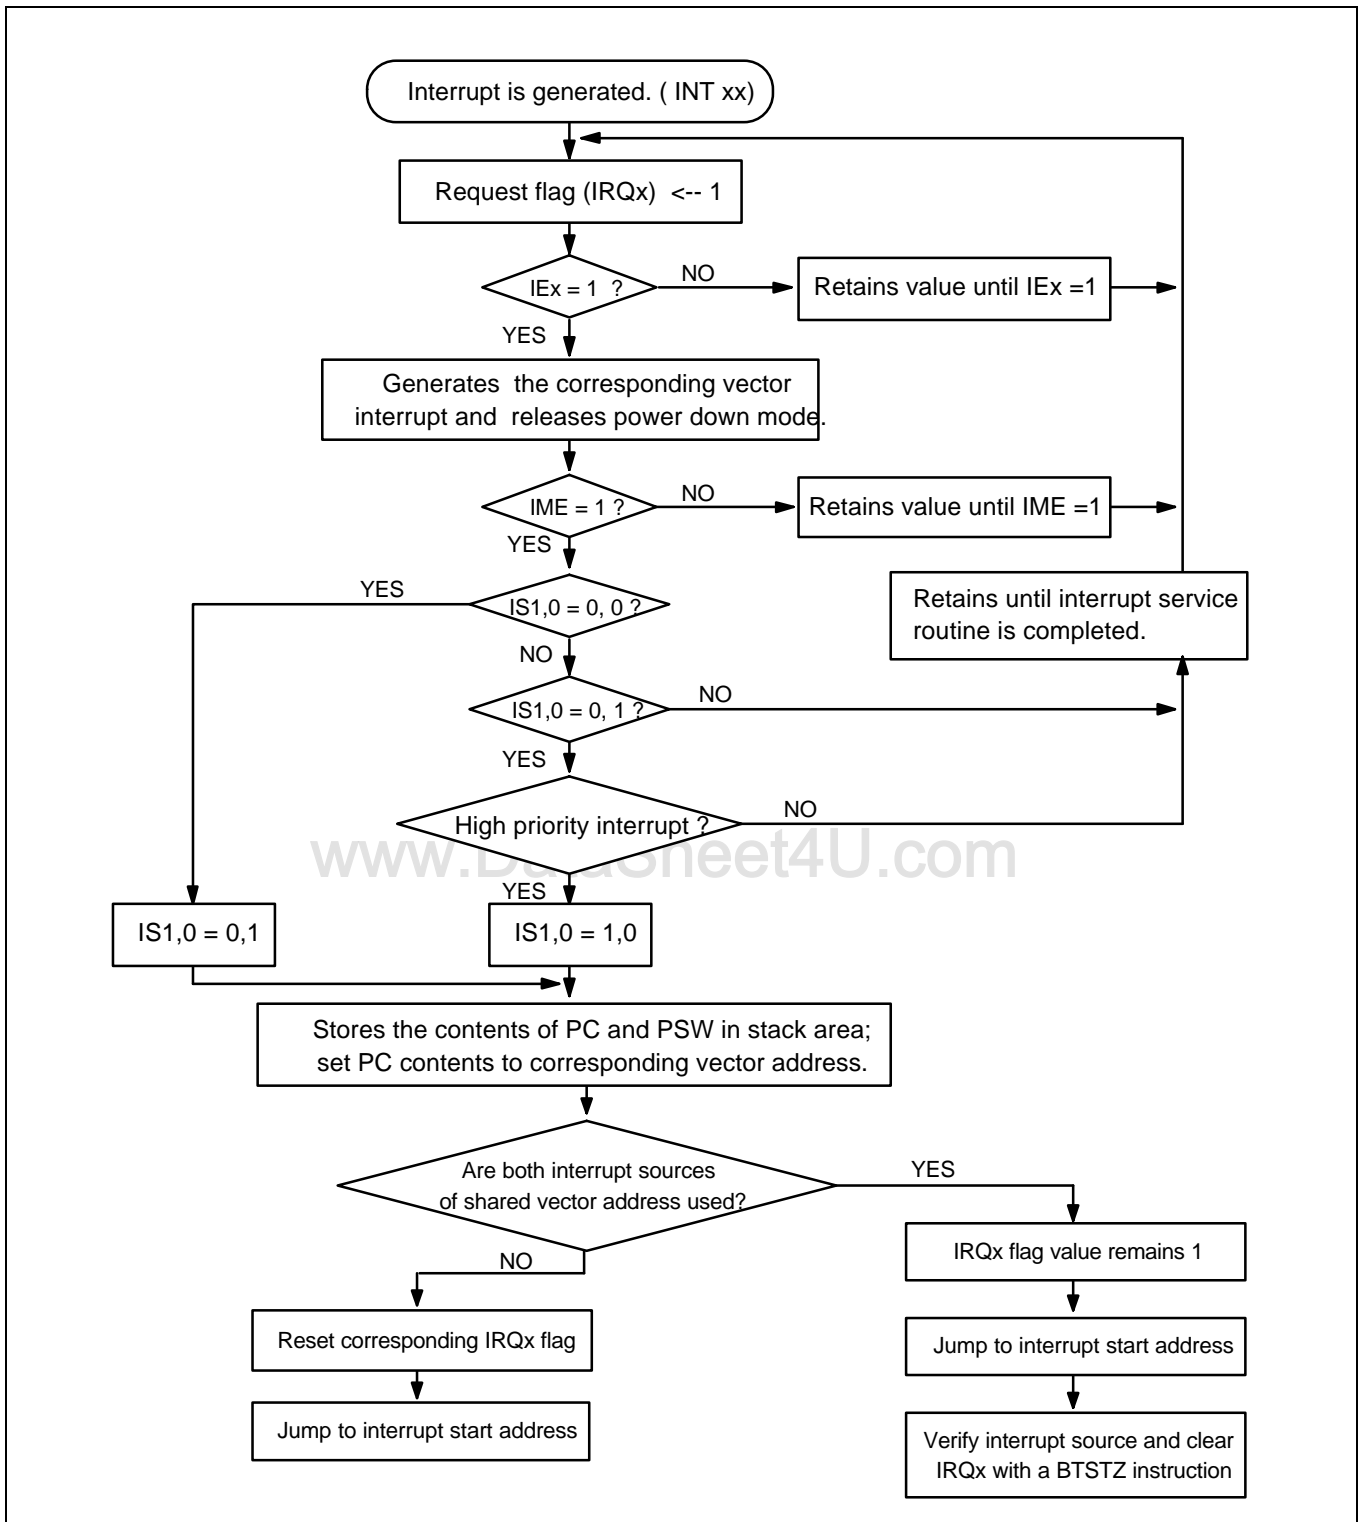 Interrupt is generated. ( INT xx)
Request flag (IRQx) <-- 1
IEx = 1 ?
NO
Retains value until IEx =1
YES
Generates the corresponding vector
interrupt and releases power down mode.
IME = 1 ?
NO
Retains value until IME =1
YES
YES
IS1,0 = 0, 0 ?
Retains until interrupt service
routine is completed.
NO
IS1,0 = 0, 1 ?
NO
YES
High priority interrupt ?
NO
www.DataSheet4U.com
YES
IS1,0 = 0,1
IS1,0 = 1,0
Stores the contents of PC and PSW in stack area;
set PC contents to corresponding vector address.
Are both interrupt sources
of shared vector address used?
YES
NO
IRQx flag value remains 1
Reset corresponding IRQx flag
Jump to interrupt start address
Jump to interrupt start address
Verify interrupt source and clear
IRQx with a BTSTZ instruction